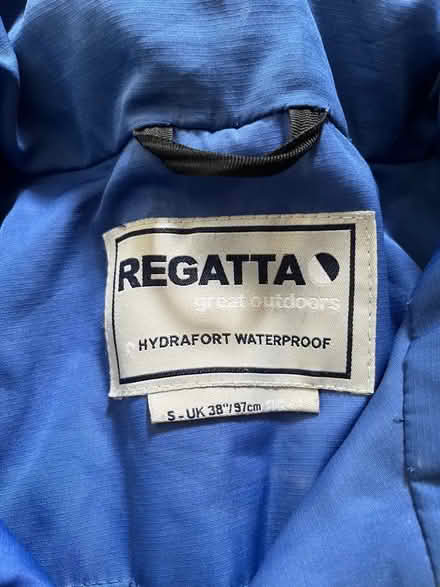 REGATTA
great outdoors
HYDRAFORT WATERPROOF
S - UK 38"/97cm